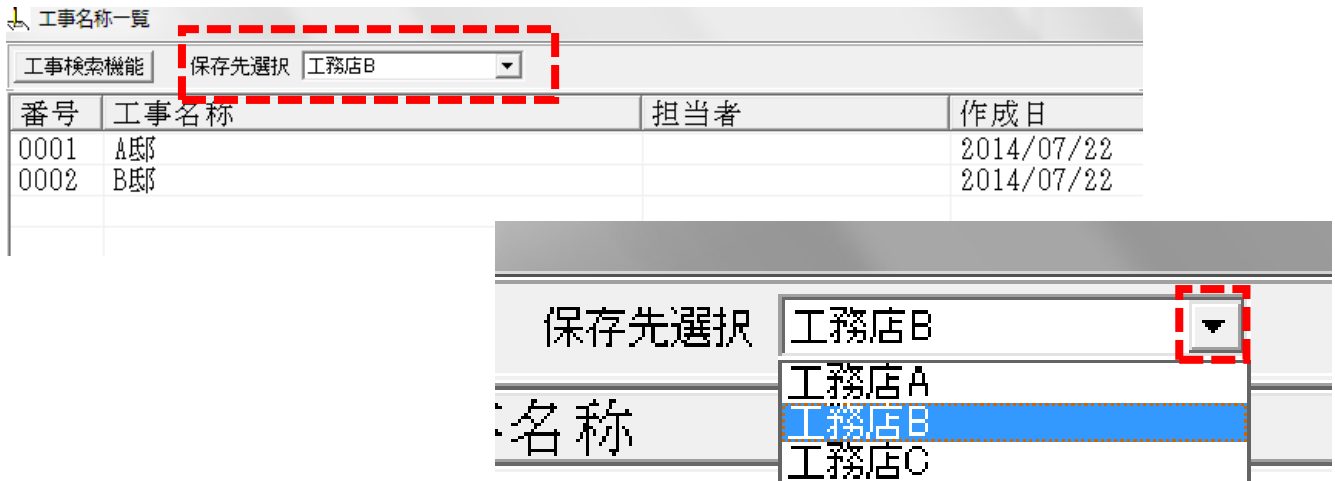 工事名称一覧
工事検索機能 保存先選択 工務店B
番号 工事名称 担当者 作成日
0001 A邸 2014/07/22
0002 B邸 2014/07/22
保存先選択 工務店B
工務店A
名称 工務店B
工務店C